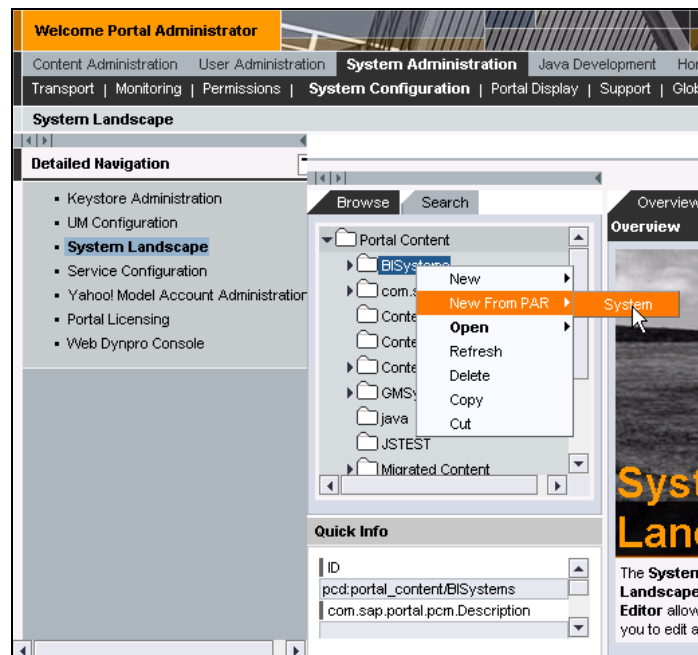 Welcome Portal Administrator
Content Administration User Administration System Administration Java Development
Transport | Monitoring | Permissions | System Configuration | Portal Display | Support |
System Landscape
Detailed Navigation
Keystore Administration
UM Configuration
System Landscape
Service Configuration
Yahoo! Model Account Administration
Portal Licensing
Web Dynpro Console
Browse Search
Portal Content
BISystems
java
JSTEST
Migrated Content
New
New From PAR
Open
Refresh
Delete
Copy
Cut
System
Quick Info
ID
pcd:portal_content/BISystems
com.sap.portal.pcm.Description
Overview
Overview
The System
Landscape
Editor allow
you to edit a